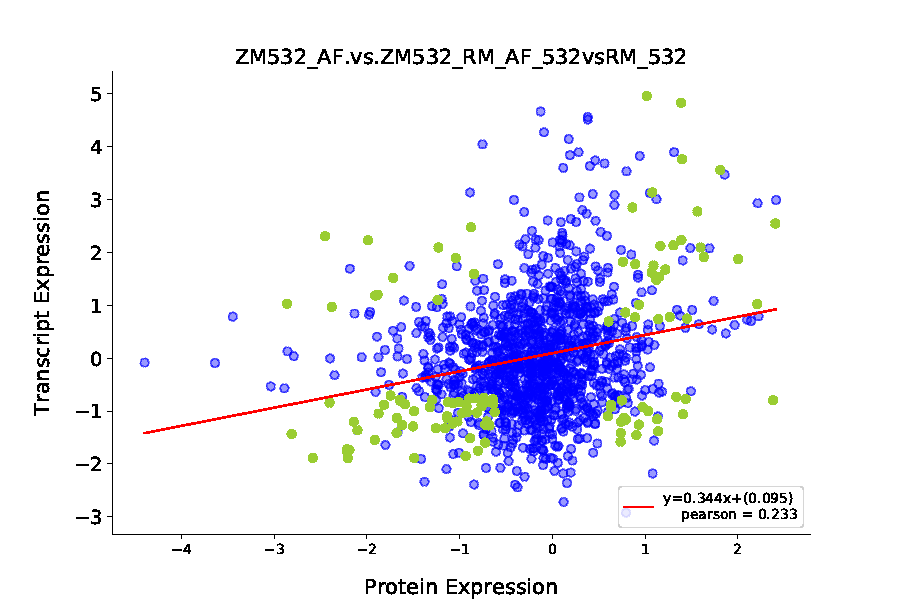 ZM532_AF.vs.ZM532_RM_AF_532vsRM_532
5
4
3
2
1
0
−1
−2
−3
Transcript Expression
−4 −3 −2 −1 0 1 2
Protein Expression
y=0.344x+(0.095)
pearson = 0.233